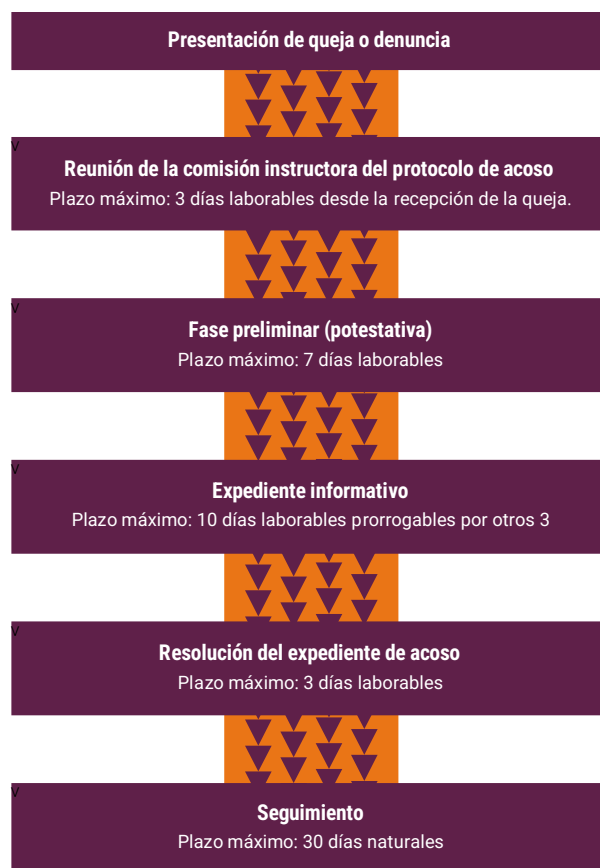 Presentación de queja o denuncia
V
Reunión de la comisión instructora del protocolo de acoso
Plazo máximo: 3 días laborables desde la recepción de la queja.
V
Fase preliminar (potestativa)
Plazo máximo: 7 días laborables
V
Expediente informativo
Plazo máximo: 10 días laborables prorrogables por otros 3
V
Resolución del expediente de acoso
Plazo máximo: 3 días laborables
V
Seguimiento
Plazo máximo: 30 días naturales